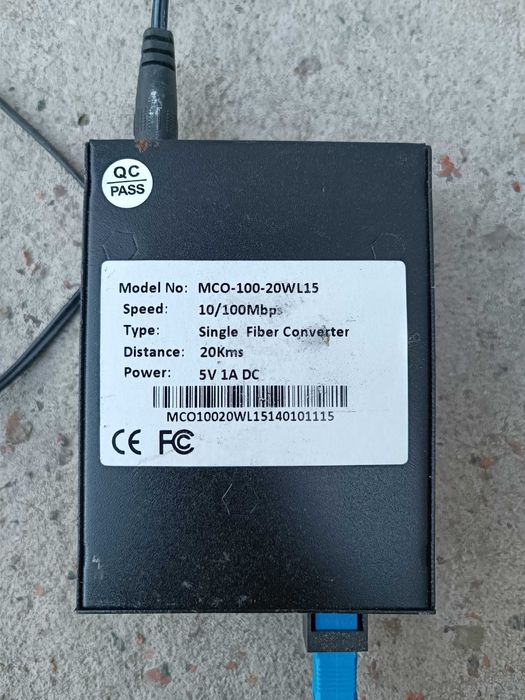 QC
PASS
Model No: MCO-100-20WL15
Speed: 10/100Mbps
Type: Single Fiber Converter
Distance: 20Kms
Power: 5V 1A DC
MCO10020WL15140101115
CE FC